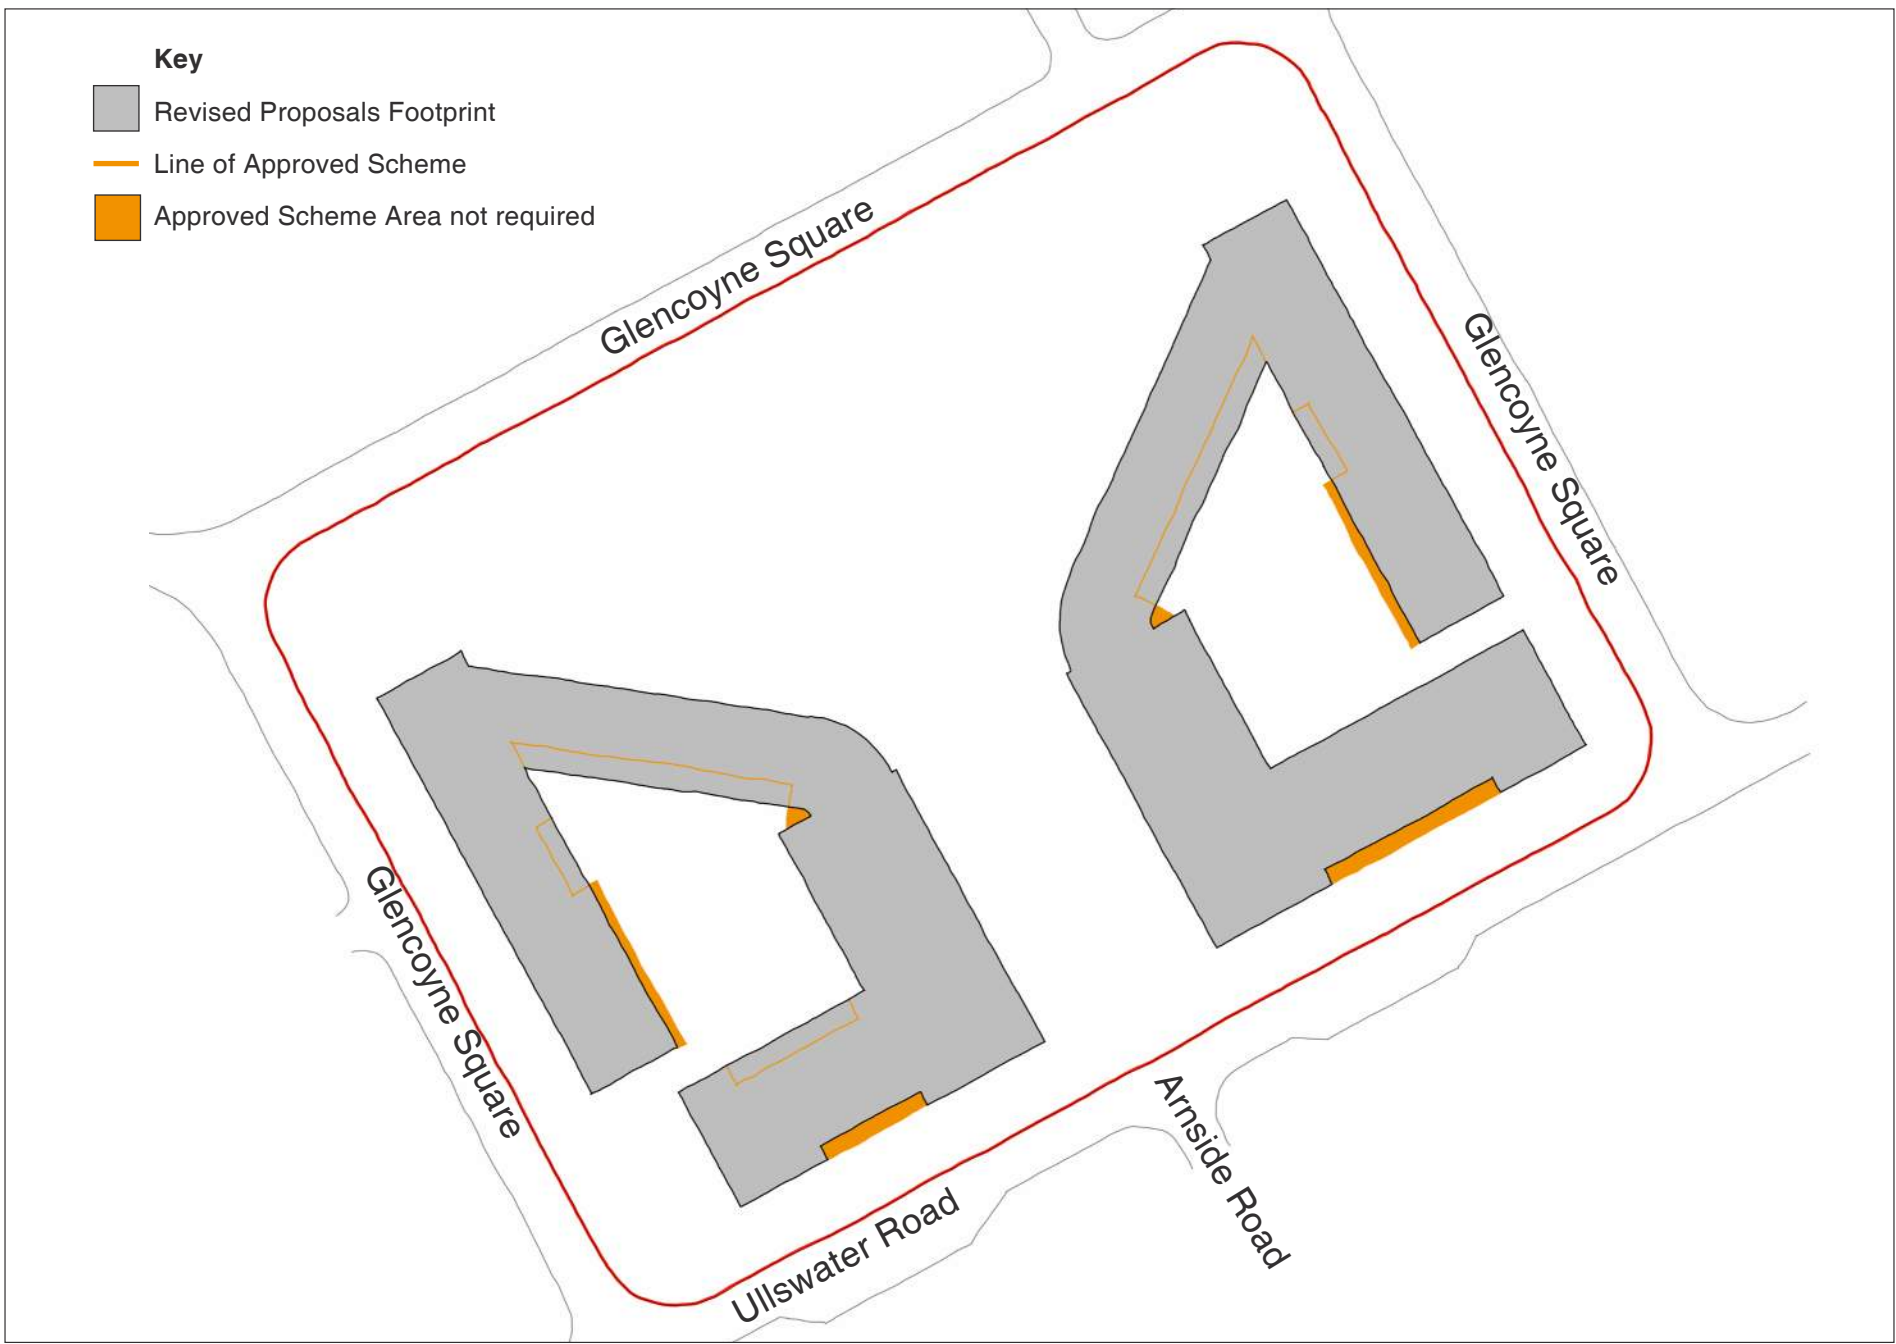 Key
Revised Proposals Footprint
Line of Approved Scheme
Approved Scheme Area not required
Glencoyne Square
Glencoyne Square
Glencoyne Square
Arnside Road
Ullswater Road